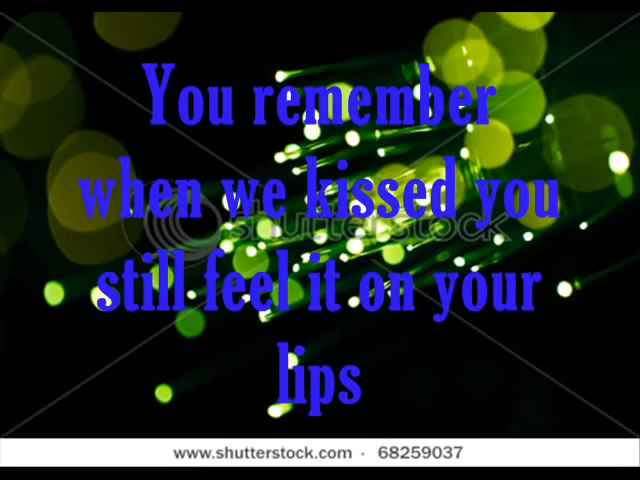 You remember
when we kissed you
shutterstock
still feel it on your
lips
www.shutterstock.com · 68259037